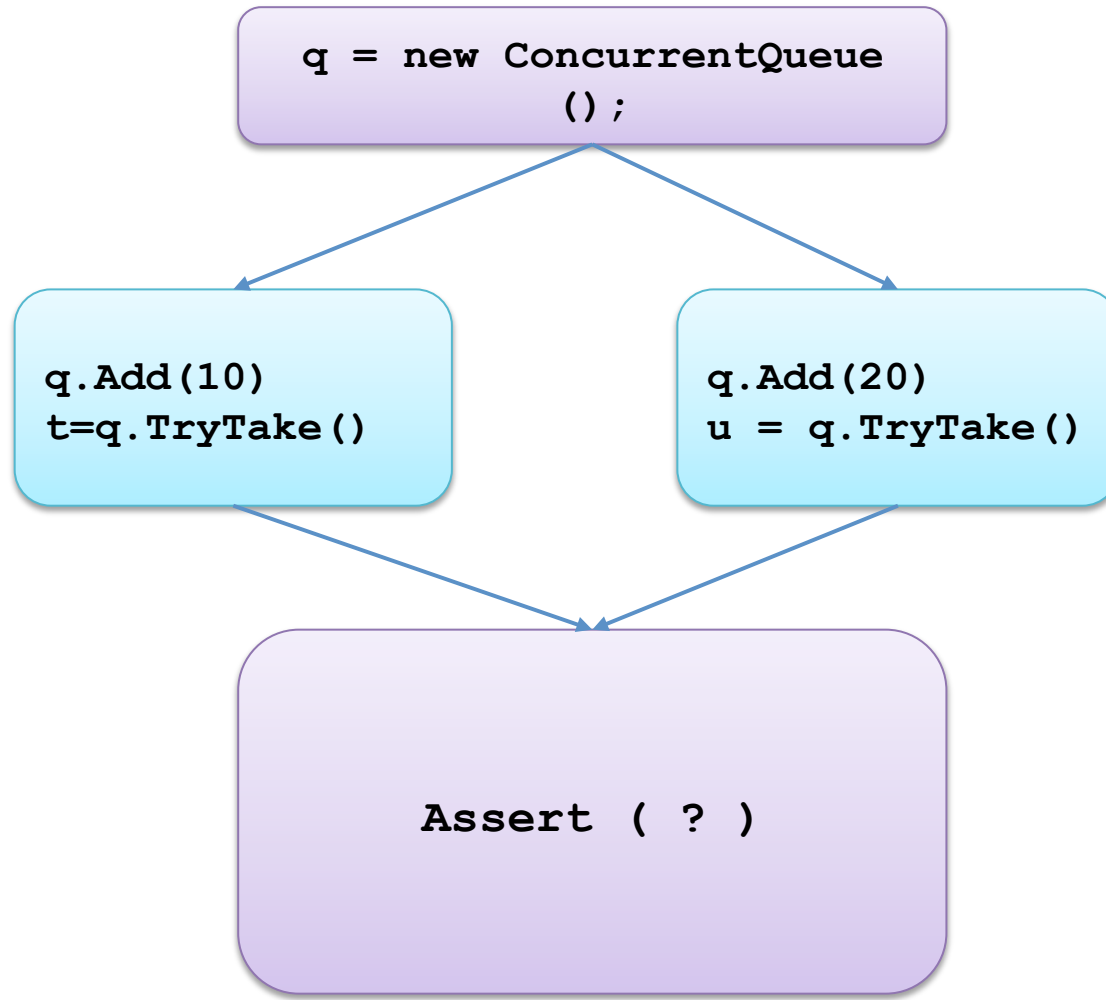 q = new ConcurrentQueue
();
q.Add(10)
t=q.TryTake()
q.Add(20)
u = q.TryTake()
Assert ( ? )